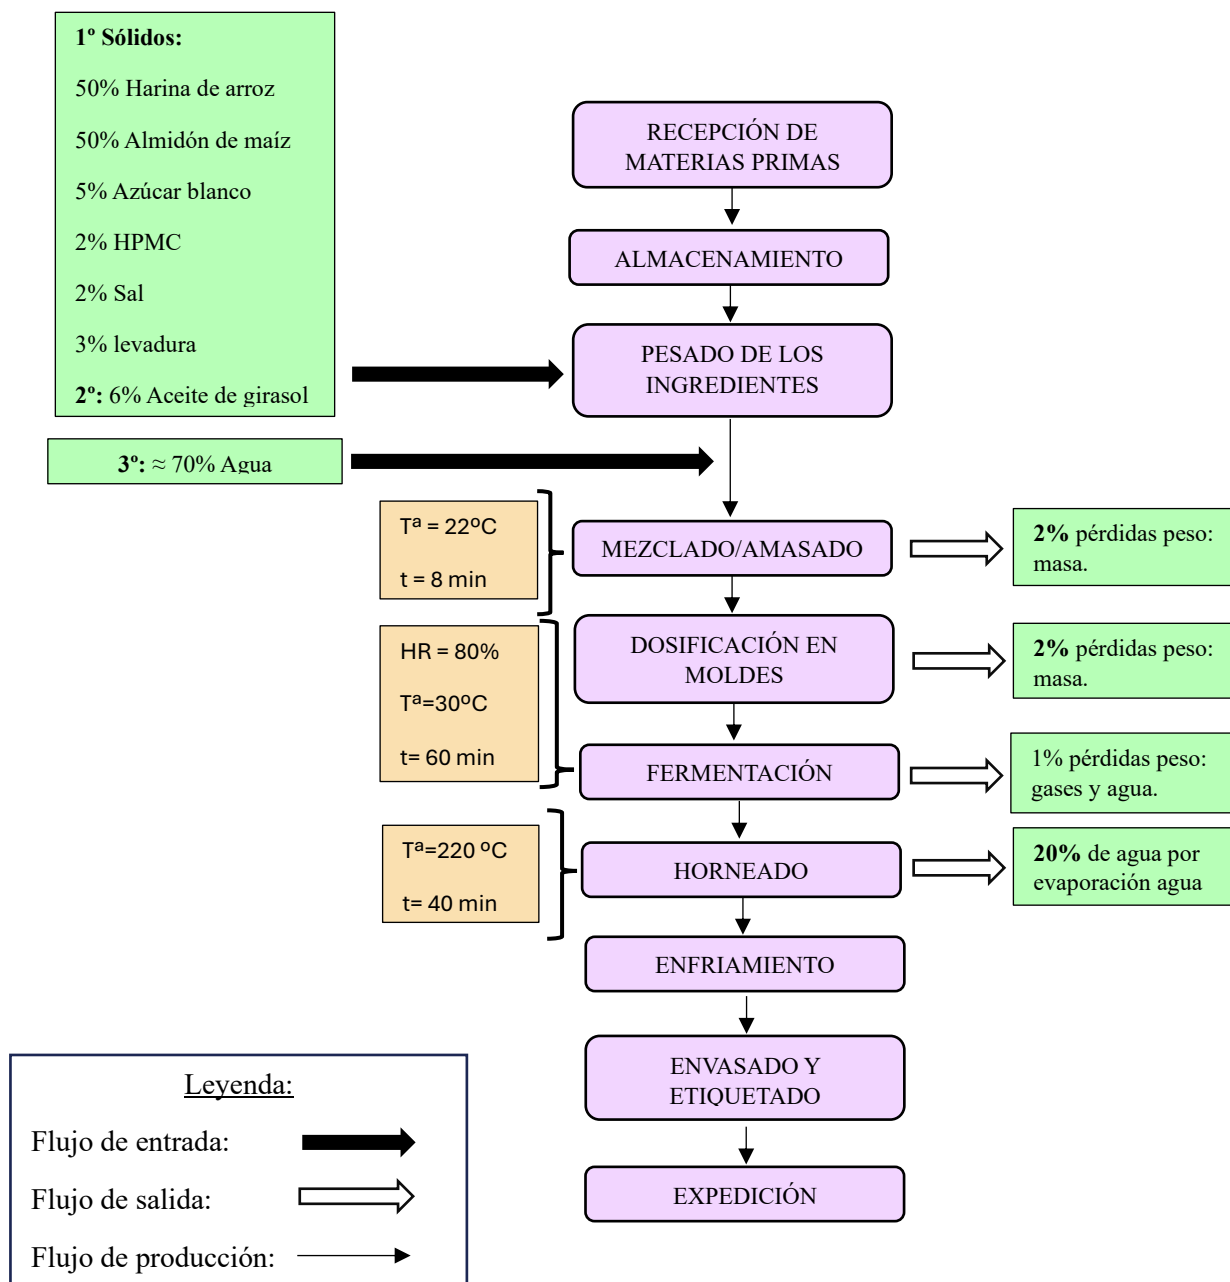 1º Sólidos:
50% Harina de arroz
50% Almidón de maíz
5% Azúcar blanco
2% HPMC
2% Sal
3% levadura
2º: 6% Aceite de girasol
3º: ≈ 70% Agua
RECEPCIÓN DE
MATERIAS PRIMAS
ALMACENAMIENTO
PESADO DE LOS
INGREDIENTES
Tª = 22ºC
t = 8 min
MEZCLADO/AMASADO
2% pérdidas peso:
masa.
HR = 80%
Tª=30ºC
t= 60 min
DOSIFICACIÓN EN
MOLDES
2% pérdidas peso:
masa.
FERMENTACIÓN
1% pérdidas peso:
gases y agua.
Tª=220 ºC
t= 40 min
HORNEADO
20% de agua por
evaporación agua
ENFRIAMIENTO
ENVASADO Y
ETIQUETADO
EXPEDICIÓN
Leyenda:
Flujo de entrada:
Flujo de salida:
Flujo de producción: